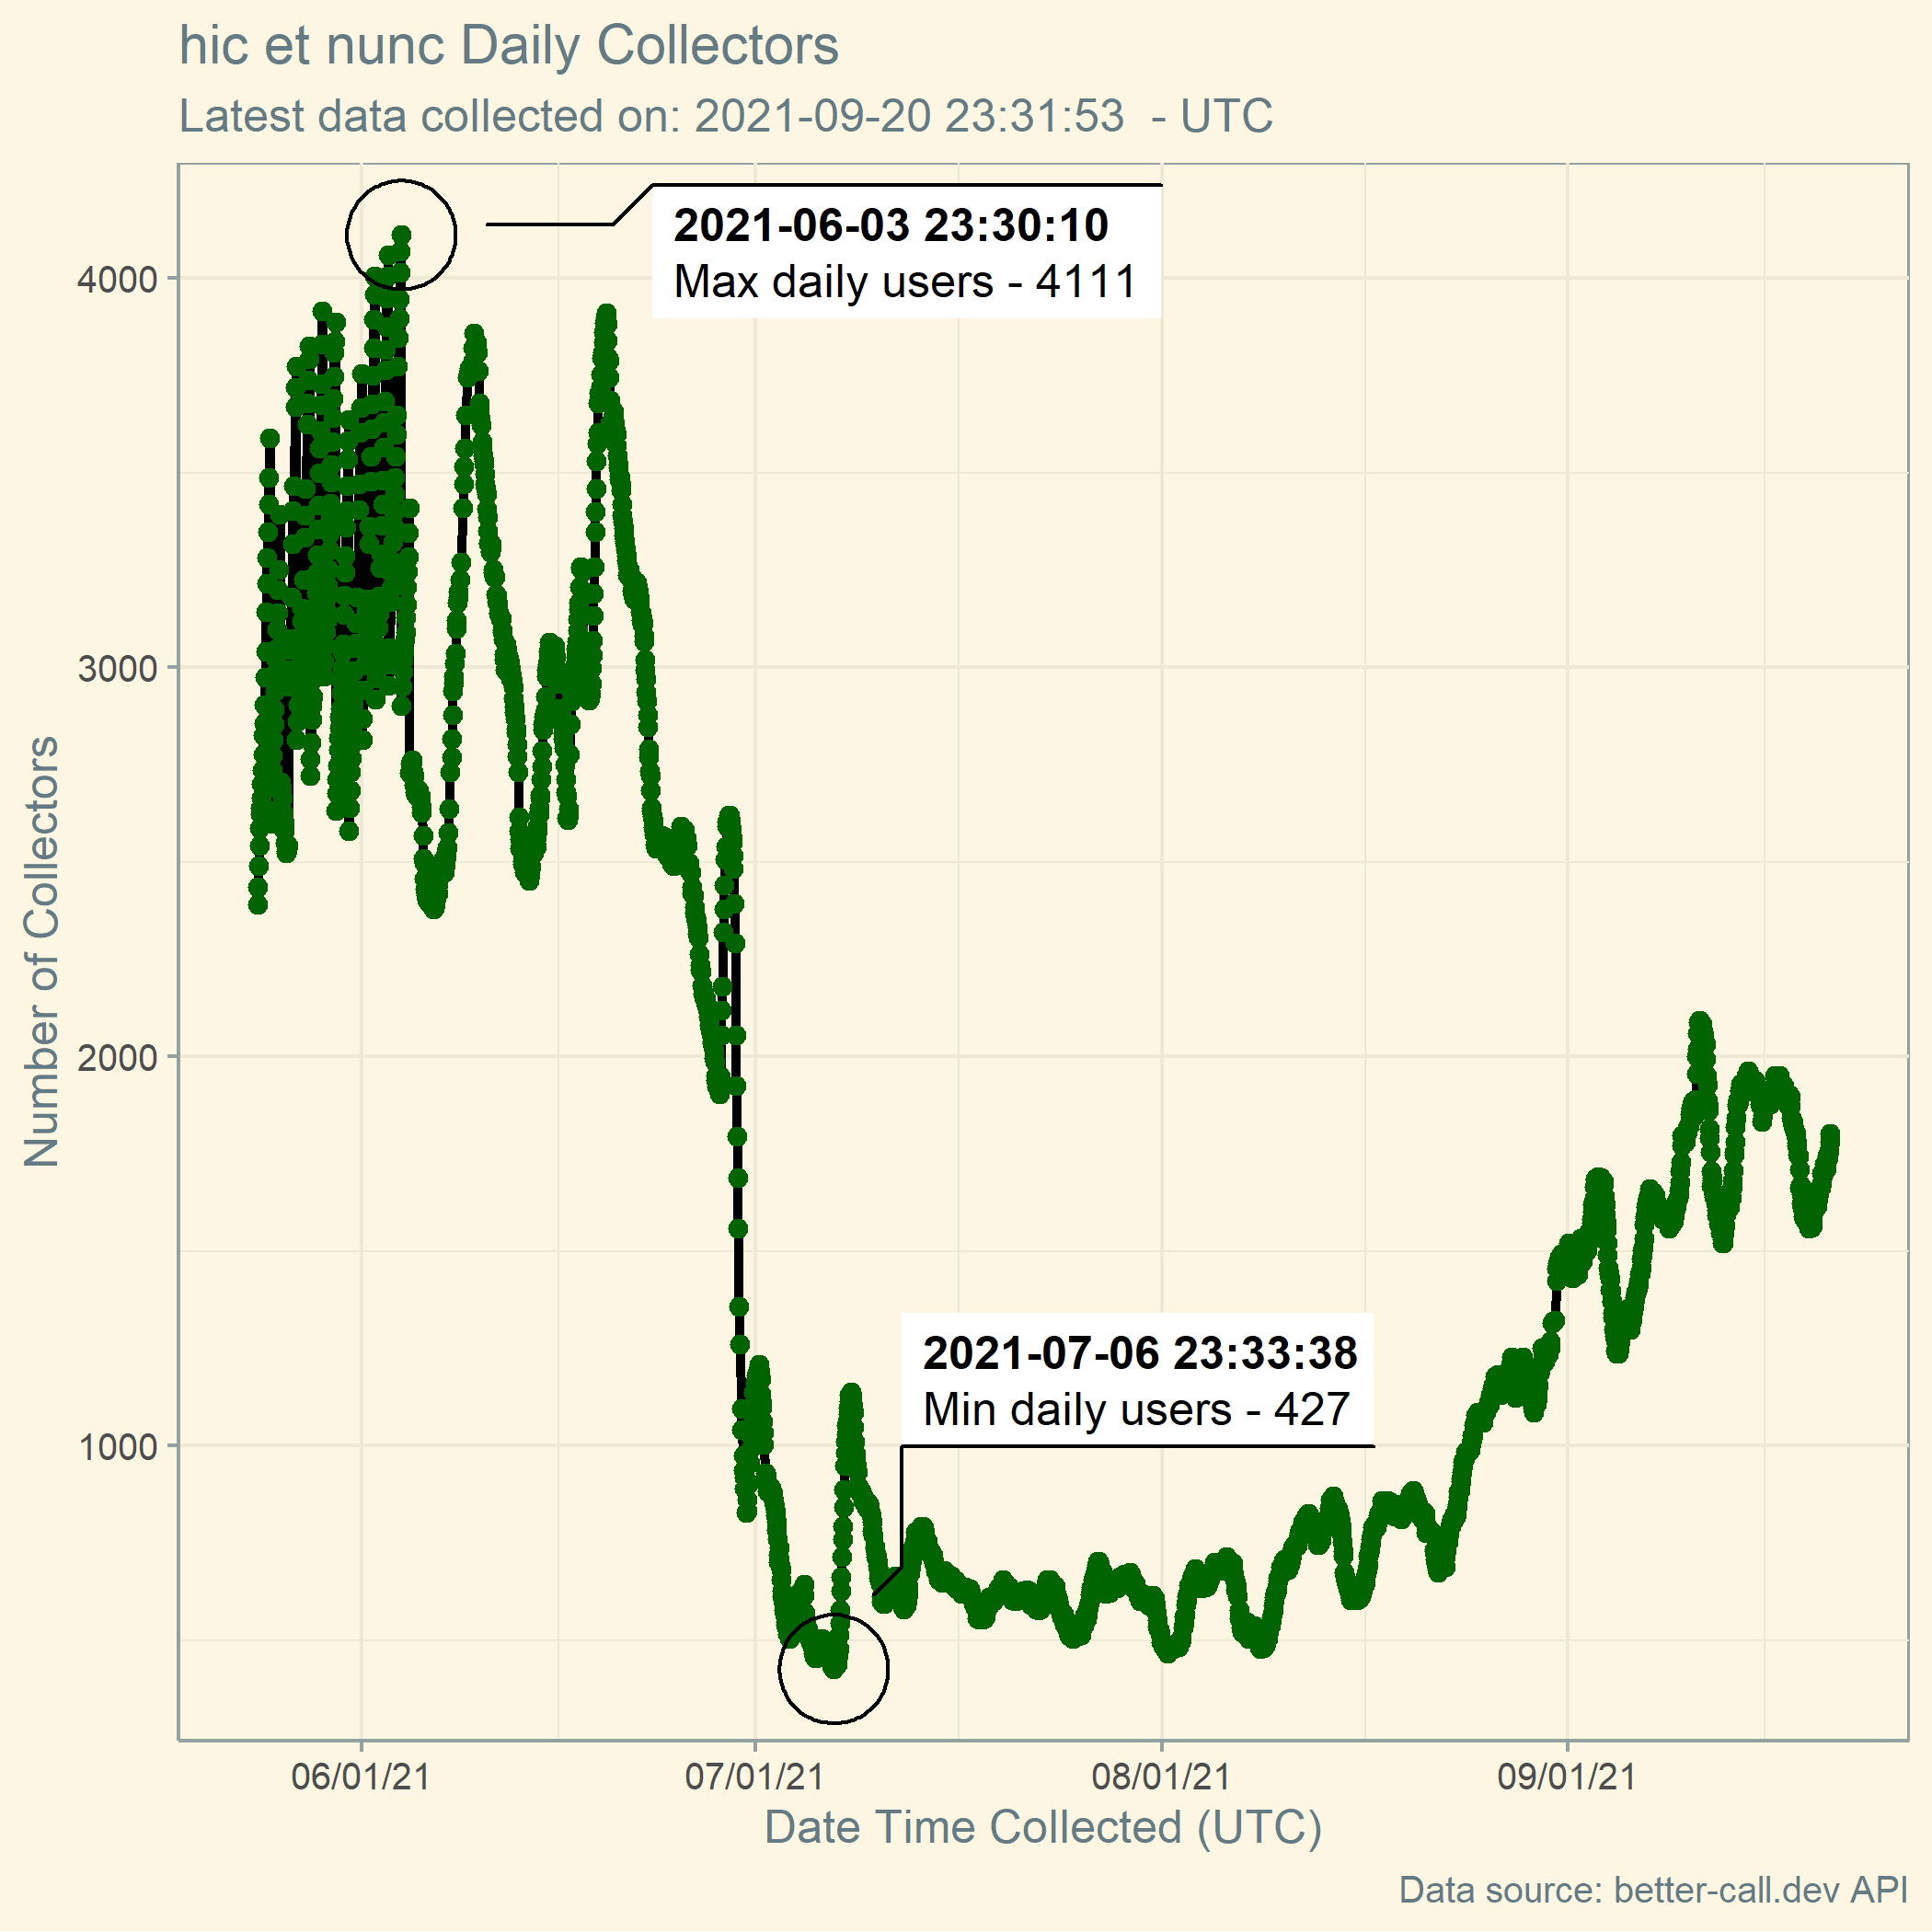 hic et nunc Daily Collectors
Latest data collected on: 2021-09-20 23:31:53  - UTC
2021-06-03 23:30:10
Max daily users - 4111
4000
3000
2000
1000
Number of Collectors
2021-07-06 23:33:38
Min daily users - 427
06/01/21 07/01/21 08/01/21 09/01/21
Date Time Collected (UTC)
Data source: better-call.dev API